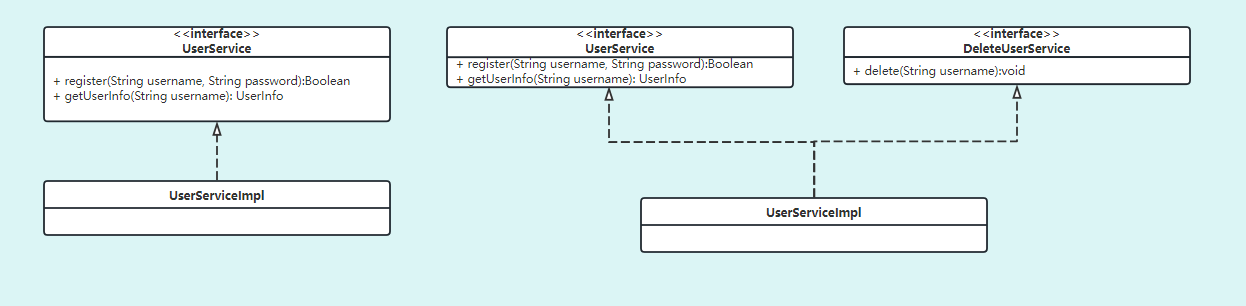 <<interface>>
UserService
+ register(String username, String password):Boolean
+ getUserInfo(String username): UserInfo
UserServiceImpl
<<interface>>
UserService
+ register(String username, String password):Boolean
+ getUserInfo(String username): UserInfo
<<interface>>
DeleteUserService
+ delete(String username):void
UserServiceImpl